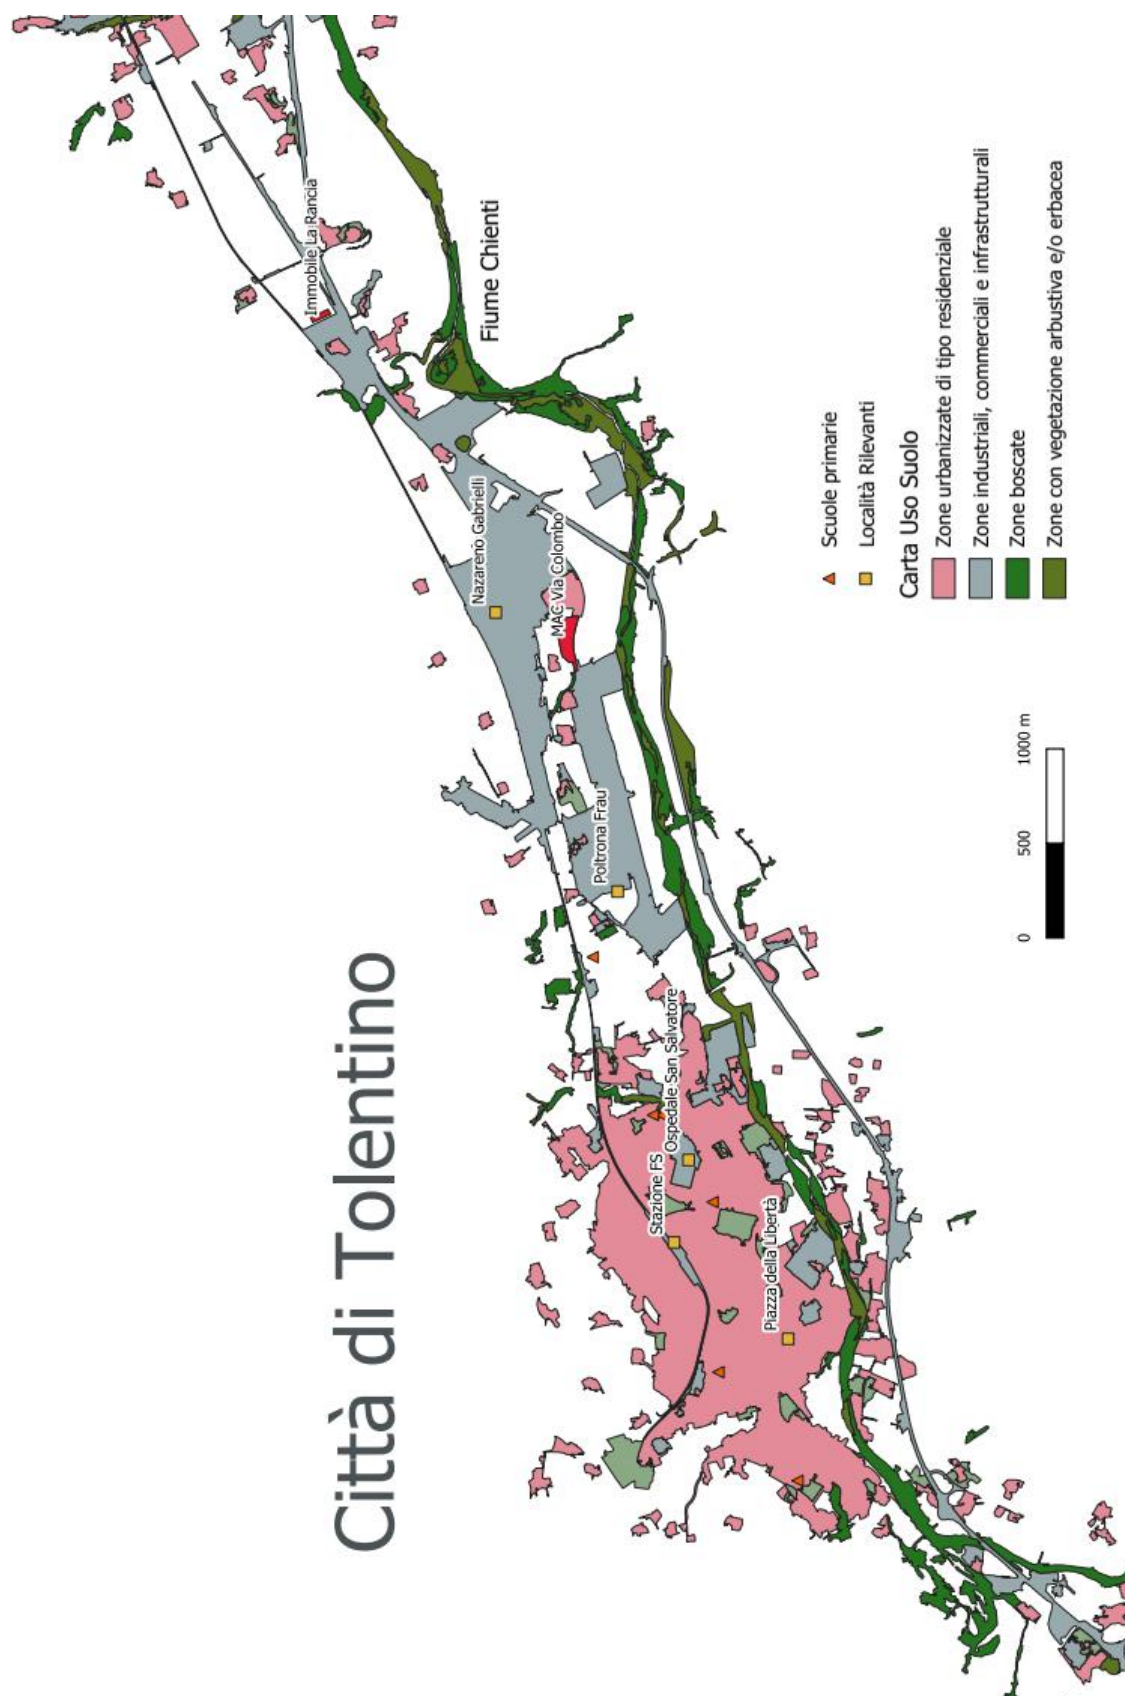 Città di Tolentino
Immobile La Rancia
Fiume Chienti
Nazareno Gabrielli
MAC Via Colombo
Poltrona Frau
Ospedale San Salvatore
Stazione FS
Piazza della Libertà
Scuole primarie
Località Rilevanti
Carta Uso Suolo
Zone urbanizzate di tipo residenziale
Zone industriali, commerciali e infrastrutturali
Zone boscate
Zone con vegetazione arbustiva e/o erbacea
0 500 1000 m